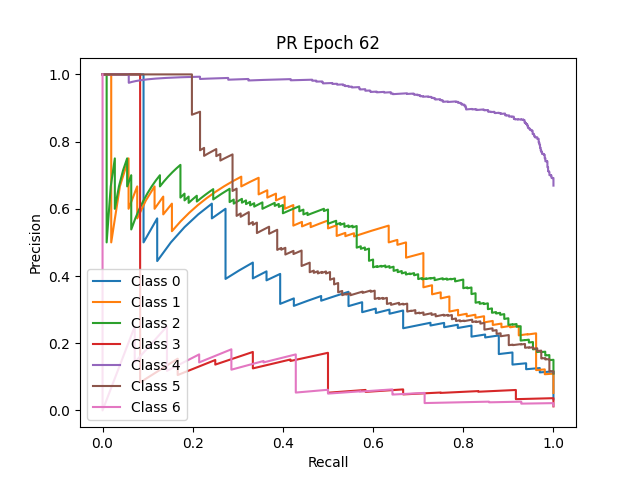 PR Epoch 62
Precision
1.0
0.8
0.6
0.4
0.2
0.0
Class 0
Class 1
Class 2
Class 3
Class 4
Class 5
Class 6
0.0 0.2 0.4 0.6 0.8 1.0
Recall